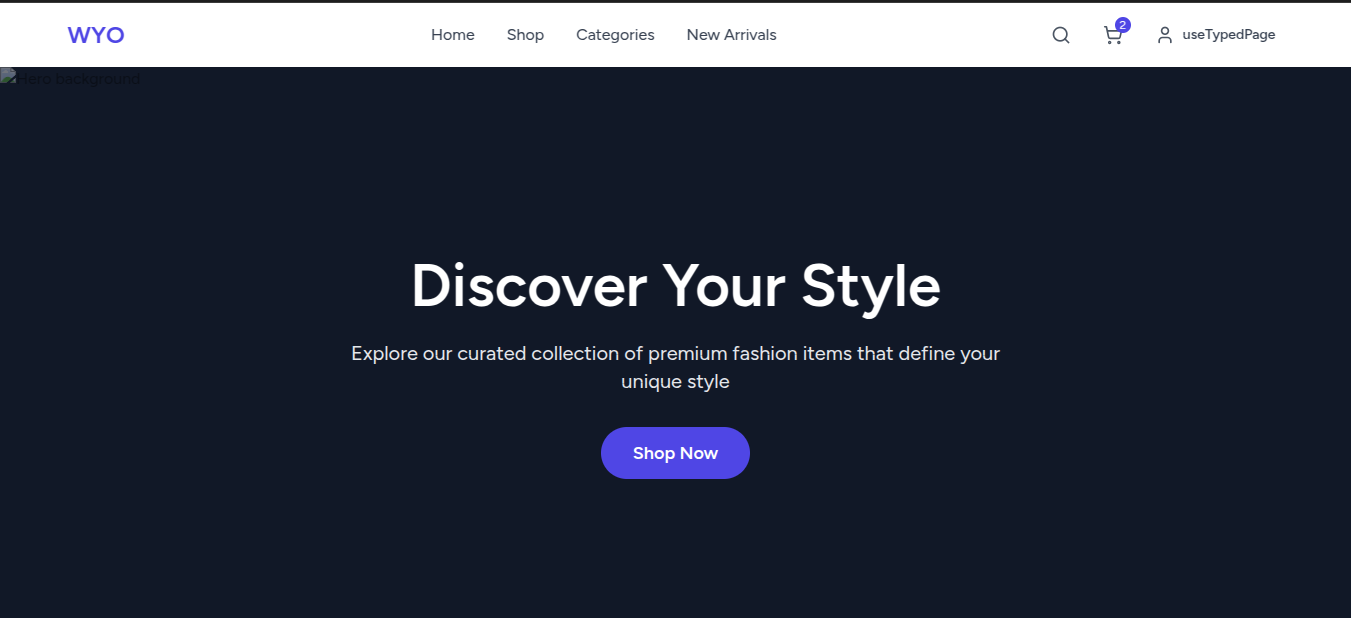 WYO
Home Shop Categories New Arrivals
2
useTypedPage
Hero background
Discover Your Style
Explore our curated collection of premium fashion items that define your
unique style
Shop Now